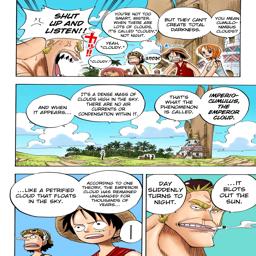 SHUT
UP AND
LISTEN!!
YOU'RE NOT TOO
SMART, MISTER.
WHEN THERE
ARE LOTS OF
CLOUDS,
IT'S CALLED
"CLOUDY,"
NOT NIGHT.
YEAH,
"CLOUDY."
"CLOUDY"?
BUT THEY CAN'T
CREATE TOTAL
DARKNESS.
YOU MEAN
CUMULO-
NIMBUS
CLOUDS?
AND WHEN
IT APPEARS...
IT'S A DENSE MASS
OF CLOUDS HIGH IN
THE SKY. THERE
ARE NO AIR
CURRENTS OR
CONDENSATION
WITHIN IT.
THAT'S
WHAT THE
PHENOMENON
IS CALLED.
IMPERIO-
CUMULUS,
THE
EMPEROR
CLOUD.
...LIKE A PETRIFIED
CLOUD THAT FLOATS
IN THE SKY.
ACCORDING TO ONE
THEORY, THE EMPEROR
CLOUD HAS REMAINED
UNCHANGED FOR
THOUSANDS OF
YEARS...
DAY
SUDDENLY
TURNS TO
NIGHT.
...IT
BLOTS
OUT THE
SUN.